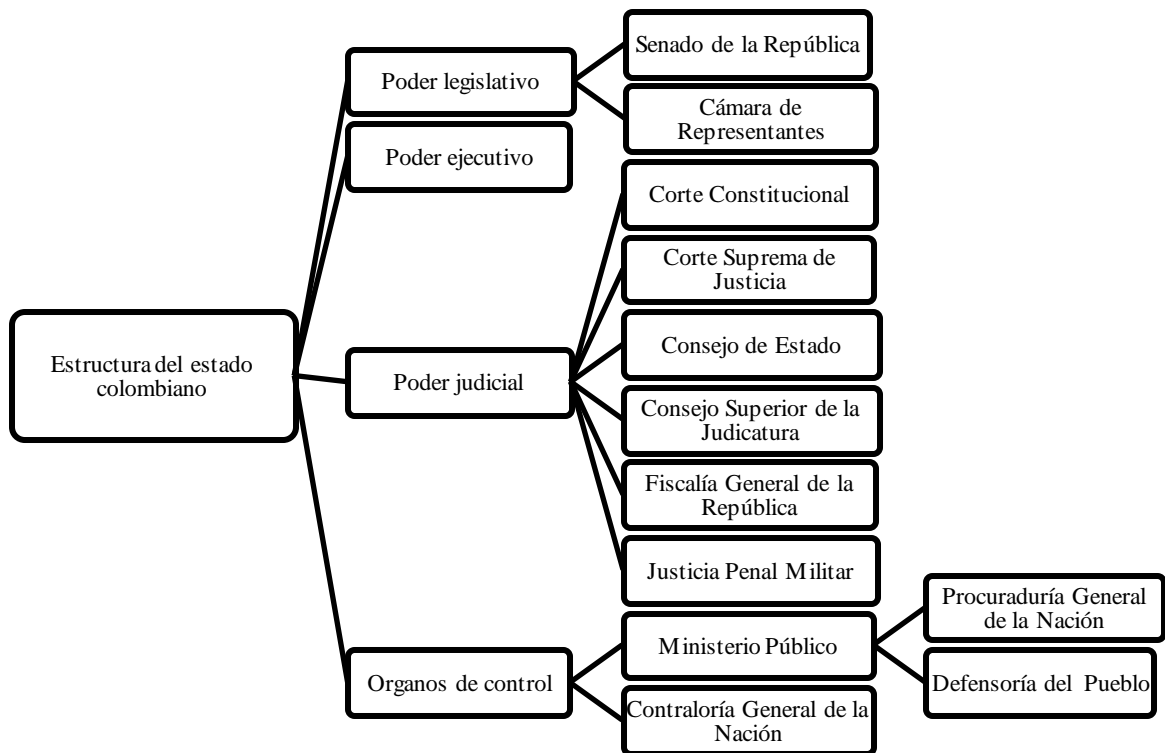 Senado de la República
Poder legislativo
Cámara de
Representantes
Poder ejecutivo
Corte Constitucional
Corte Suprema de
Justicia
Estructura del estado
colombiano
Consejo de Estado
Poder judicial
Consejo Superior de la
Judicatura
Fiscalía General de la
República
Justicia Penal Militar
Procuraduría General
de la Nación
Ministerio Público
Organos de control
Defensoría del Pueblo
Contraloría General de la
Nación